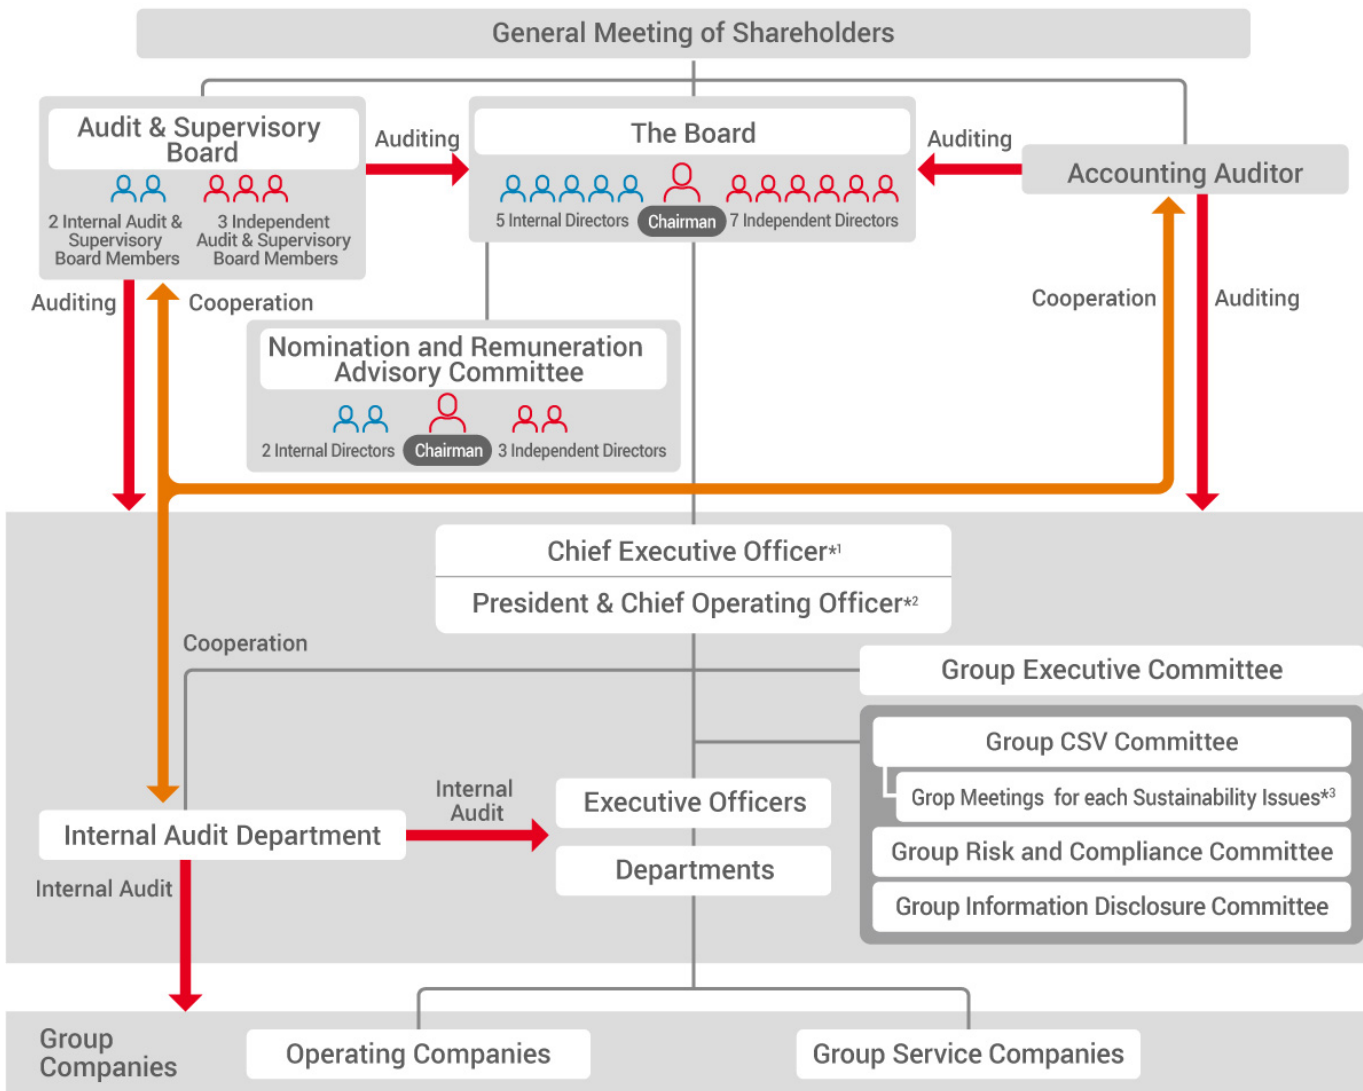 General Meeting of Shareholders
Audit & Supervisory
Board
2 Internal Audit &
Supervisory
Board Members
3 Independent
Audit & Supervisory
Board Members
Auditing
The Board
5 Internal Directors
Chairman
7 Independent Directors
Auditing
Accounting Auditor
Auditing
Cooperation
Cooperation
Auditing
Nomination and Remuneration
Advisory Committee
2 Internal Directors
Chairman
3 Independent Directors
Chief Executive Officer*1
President & Chief Operating Officer*2
Cooperation
Group Executive Committee
Group CSV Committee
Grop Meetings for each Sustainability Issues*3
Group Risk and Compliance Committee
Group Information Disclosure Committee
Internal
Audit
Executive Officers
Internal Audit Department
Departments
Internal Audit
Group
Companies
Operating Companies
Group Service Companies